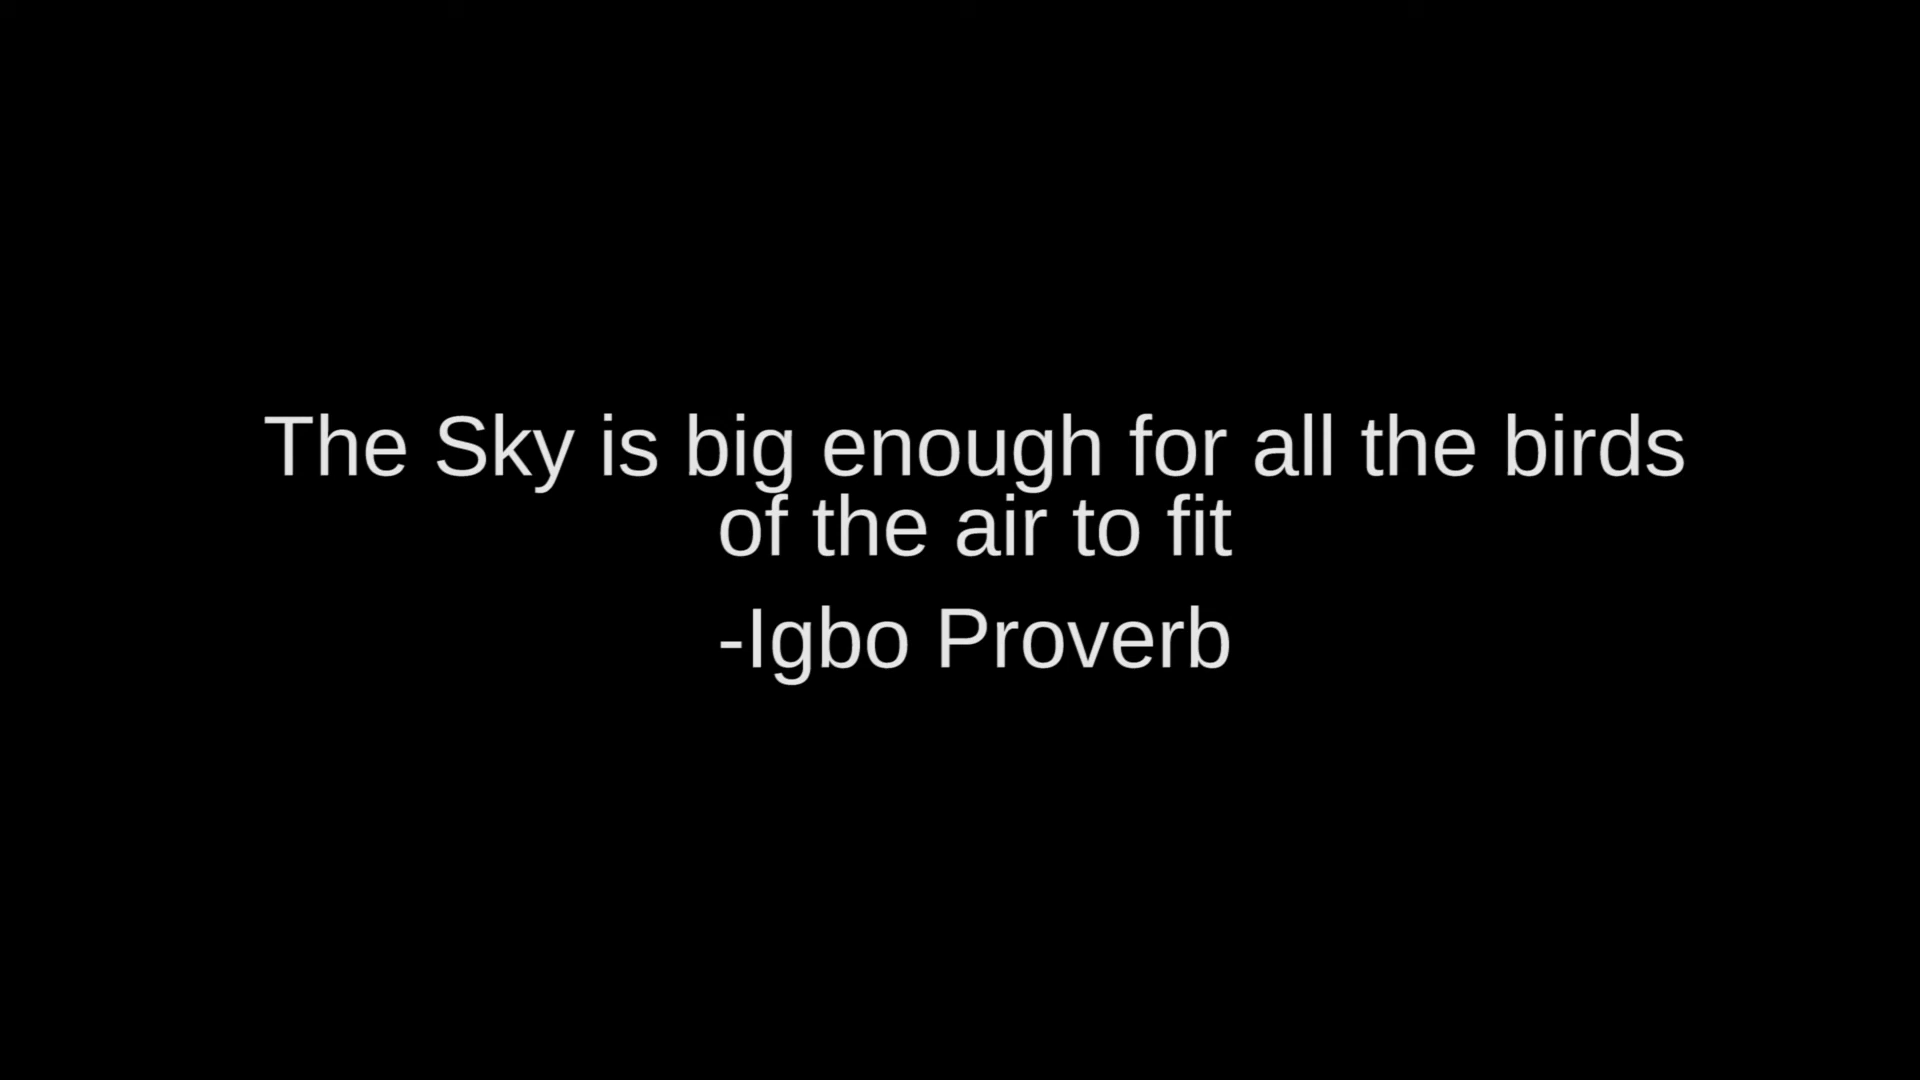 The Sky is big enough for all the birds
of the air to fit
-Igbo Proverb